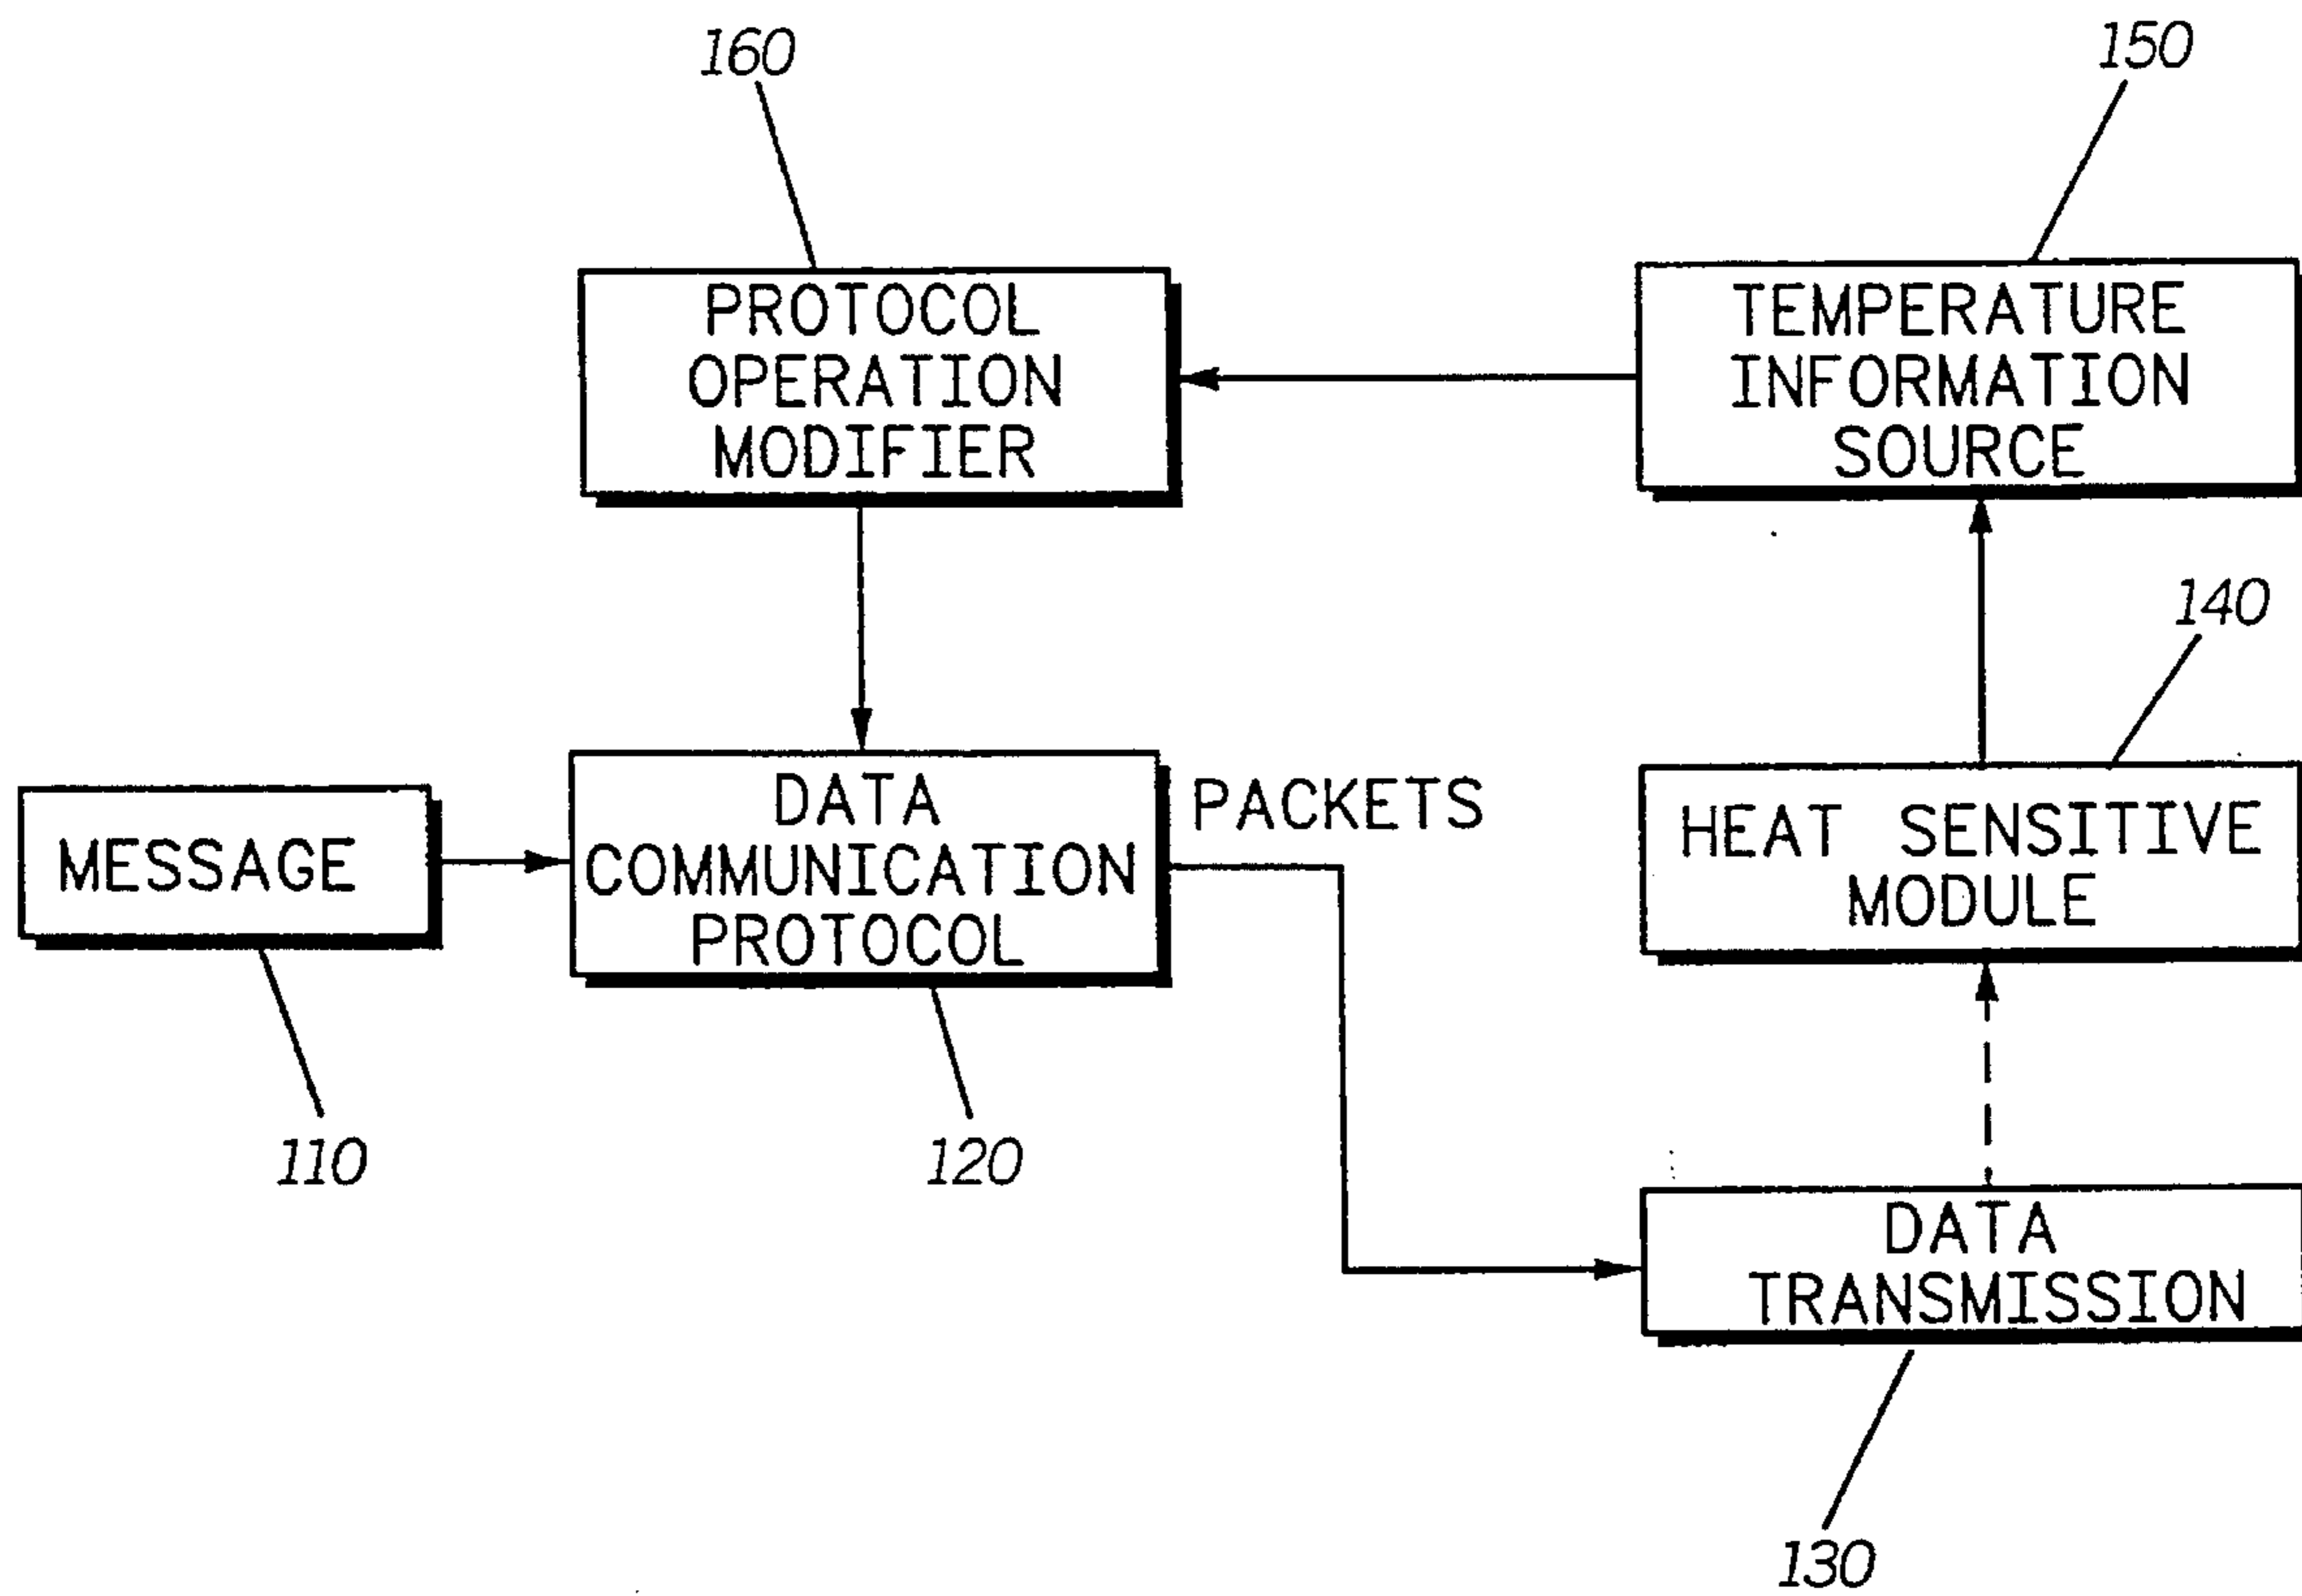 160
150
PROTOCOL
OPERATION
MODIFIER
TEMPERATURE
INFORMATION
SOURCE
140
MESSAGE
DATA
COMMUNICATION
PROTOCOL
PACKETS
HEAT SENSITIVE
MODULE
110
120
DATA
TRANSMISSION
130